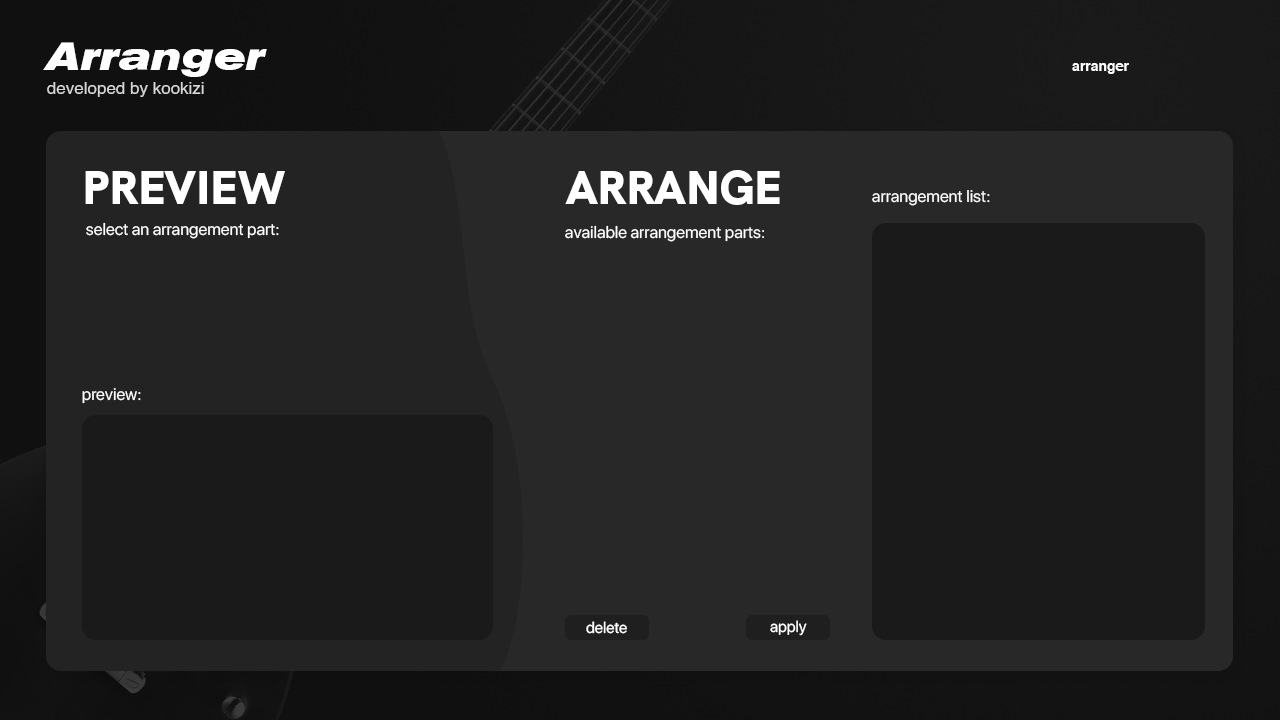 Arranger
developed by kookizi
arranger
PREVIEW
select an arrangement part:
preview:
ARRANGE
available arrangement parts:
delete
apply
arrangement list: